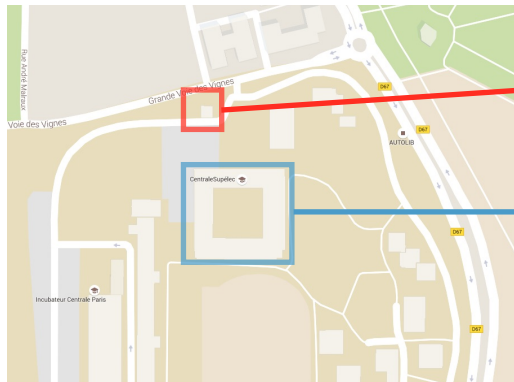 Rue André Malraux
Grande Voie des Vignes
Voie des Vignes
D67
D67
AUTOLIB
CentraleSupélec
D67
Incubateur Centrale Paris
D67